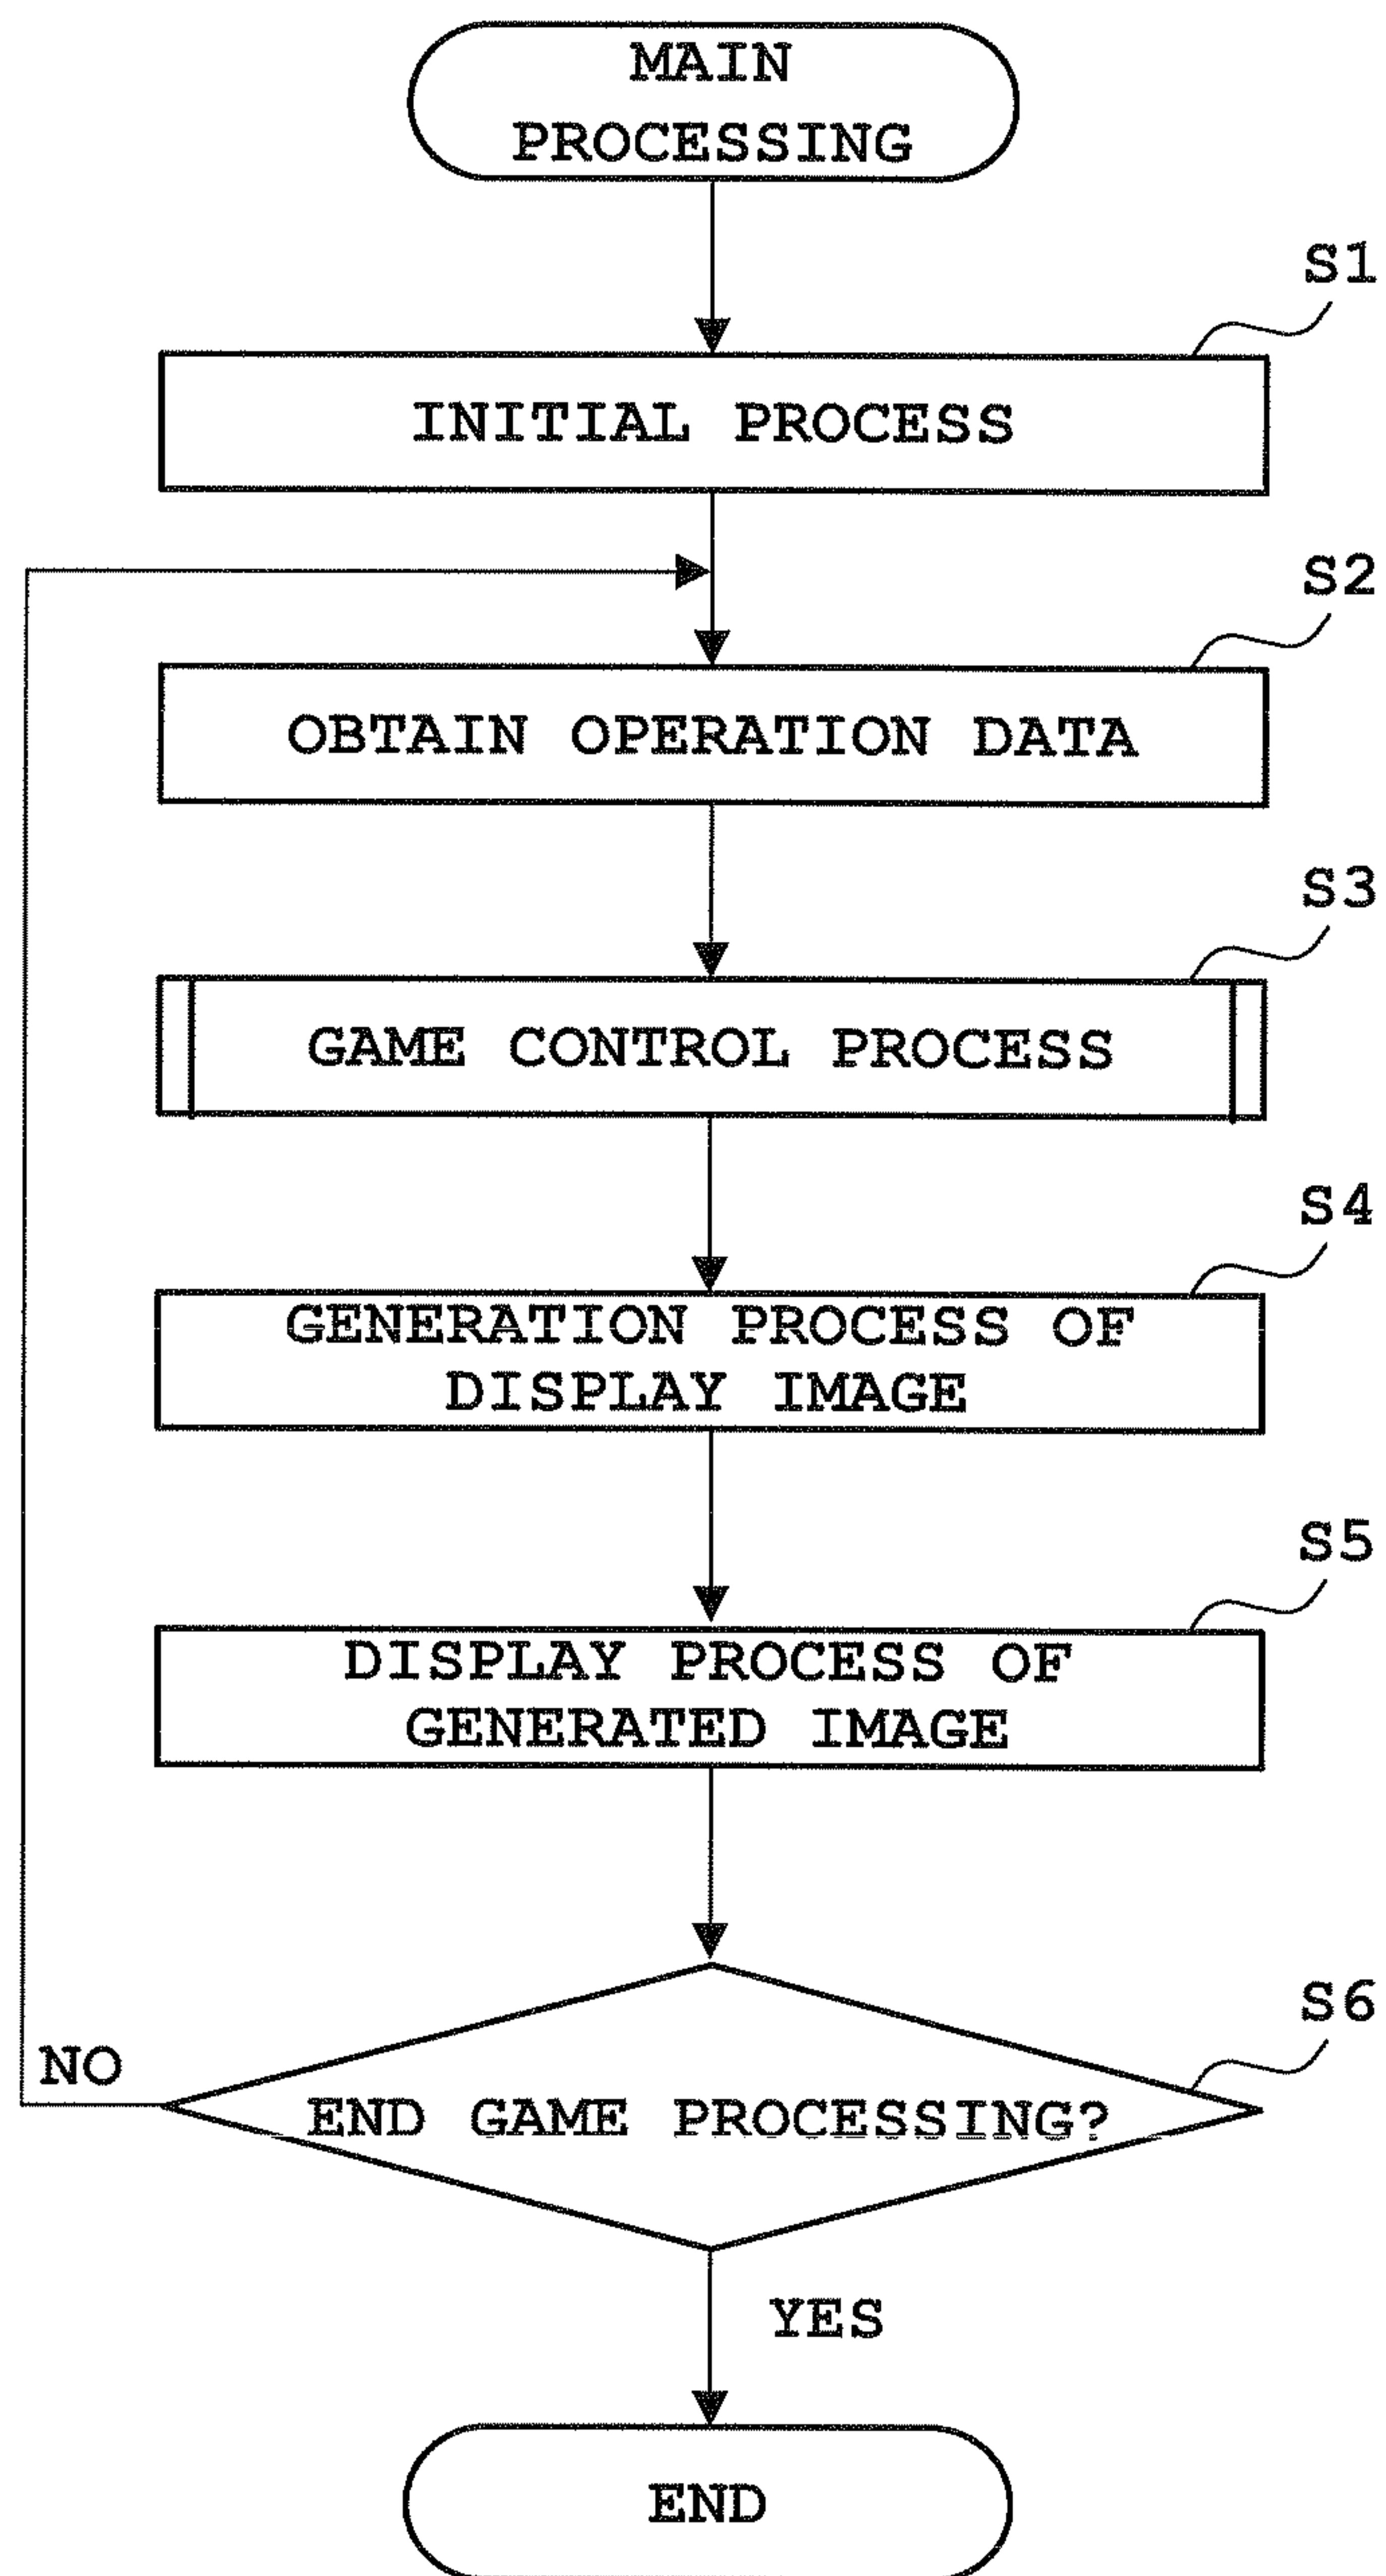 MAIN
PROCESSING
S1
INITIAL PROCESS
S2
OBTAIN OPERATION DATA
S3
GAME CONTROL PROCESS
S4
GENERATION PROCESS OF
DISPLAY IMAGE
S5
DISPLAY PROCESS OF
GENERATED IMAGE
S6
NO
END GAME PROCESSING?
YES
END